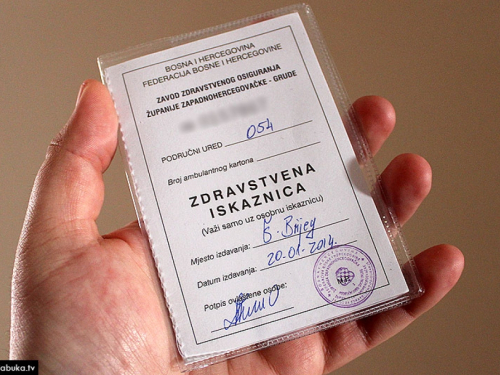 BOSNA I HERCEGOVINA
FEDERACIJA BOSNE I HERCEGOVINE
ZAVOD ZDRAVSTVENOG OSIGURANJA
ŽUPANIJE ZAPADNOHERCEGOVAČKE - GRUDE
PODRUČNI URED 054
Broj ambulantnog kartona
ZDRAVSTVENA
ISKAZNICA
(Važi samo uz osobnu iskaznicu)
Mjesto izdavanja: Š. Brijeg
Datum izdavanja: 20.01.2014.
Potpis ovlaštene osobe:
abuka.tv